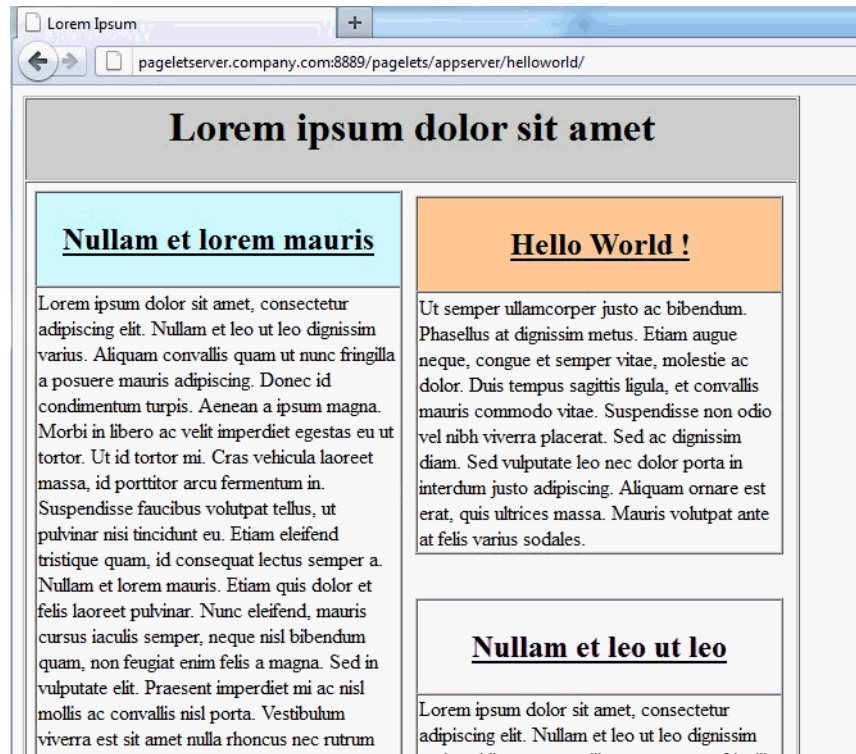 Lorem Ipsum
+
pageletserver.company.com:8889/pagelets/appserver/helloworld/
Lorem ipsum dolor sit amet
Nullam et lorem mauris
Lorem ipsum dolor sit amet, consectetur
adipiscing elit. Nullam et leo ut leo dignissim
varius. Aliquam convallis quam ut nunc fringilla
a posuere mauris adipiscing. Donec id
condimentum turpis. Aenean a ipsum magna.
Morbi in libero ac velit imperdiet egestas eu ut
tortor. Ut id tortor mi. Cras vehicula laoreet
massa, id porttitor arcu fermentum in.
Suspendisse faucibus volutpat tellus, ut
pulvinar nisi tincidunt eu. Etiam eleifend
tristique quam, id consequat lectus semper a.
Nullam et lorem mauris. Etiam quis dolor et
felis laoreet pulvinar. Nunc eleifend, mauris
cursus iaculis semper, neque nisl bibendum
quam, non feugiat enim felis a magna. Sed in
vulputate elit. Praesent imperdiet mi ac nisl
mollis ac convallis nisl porta. Vestibulum
viverra est sit amet nulla rhoncus nec rutrum
Hello World !
Ut semper ullamcorper justo ac bibendum.
Phasellus at dignissim metus. Etiam augue
neque, congue et semper vitae, molestie ac
dolor. Duis tempus sagittis ligula, et convallis
mauris commodo vitae. Suspendisse non odio
vel nibh viverra placerat. Sed ac dignissim
diam. Sed vulputate leo nec dolor porta in
interdum justo adipiscing. Aliquam ornare est
erat, quis ultrices massa. Mauris volutpat ante
at felis varius sodales.
Nullam et leo ut leo
Lorem ipsum dolor sit amet, consectetur
adipiscing elit. Nullam et leo ut leo dignissim